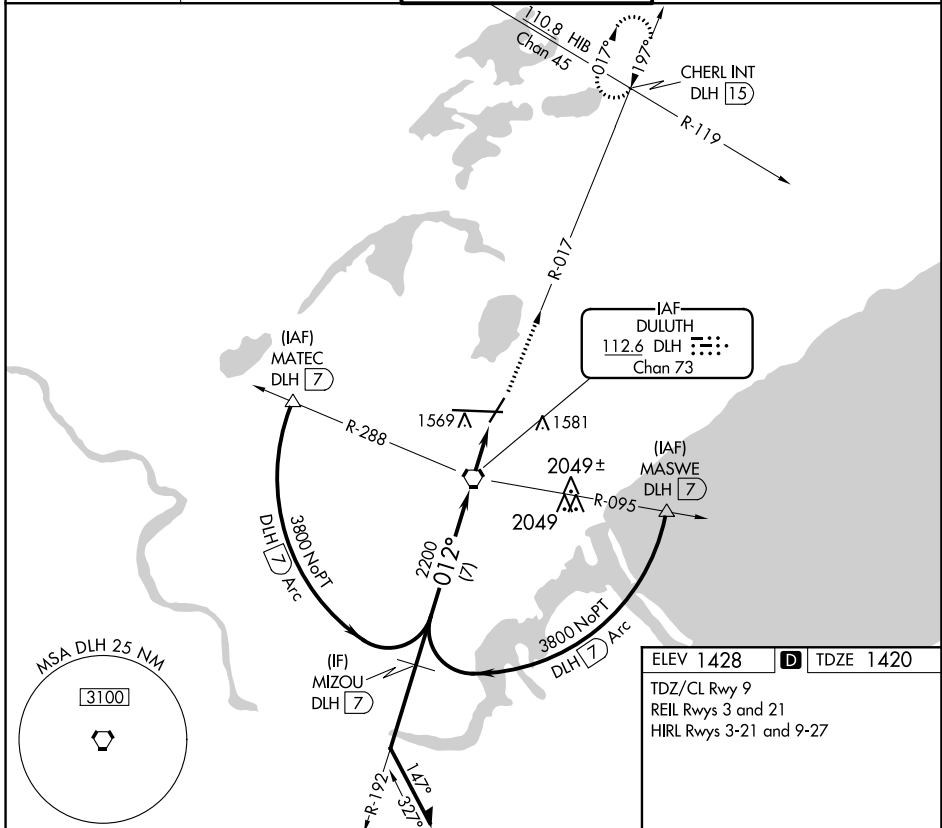 110.8 HIB
Chan 45
017°
197°
CHERL INT
DLH 15
R-119
R-017
IAF
DULUTH
112.6 DLH
Chan 73
(IAF)
MATEC
DLH 7
R-288
1569
1581
2049±
2049
(IAF)
MASWE
DLH 7
R-095
3800 NoPT
DLH 7 Arc
2200
012°
(7)
3800 NoPT
DLH 7 Arc
(IF)
MIZOU
DLH 7
MSA DLH 25 NM
3100
R-192
147°
327°
ELEV 1428 D TDZE 1420
TDZ/CL Rwy 9
REIL Rwys 3 and 21
HIRL Rwys 3-21 and 9-27